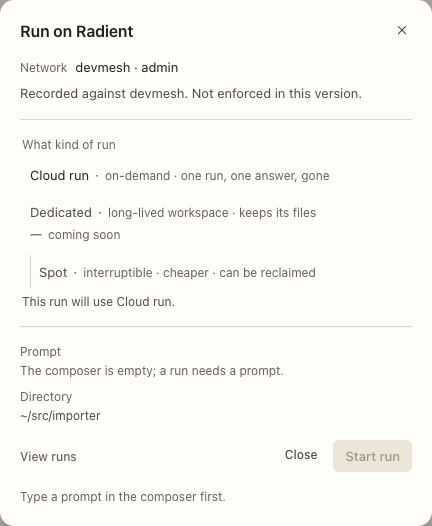 Run on Radient
Network devmesh · admin
Recorded against devmesh. Not enforced in this version.
What kind of run
Cloud run · on-demand · one run, one answer, gone
Dedicated · long-lived workspace · keeps its files
— coming soon
Spot · interruptible · cheaper · can be reclaimed
This run will use Cloud run.
Prompt
The composer is empty; a run needs a prompt.
Directory
~/src/importer
View runs Close Start run
Type a prompt in the composer first.